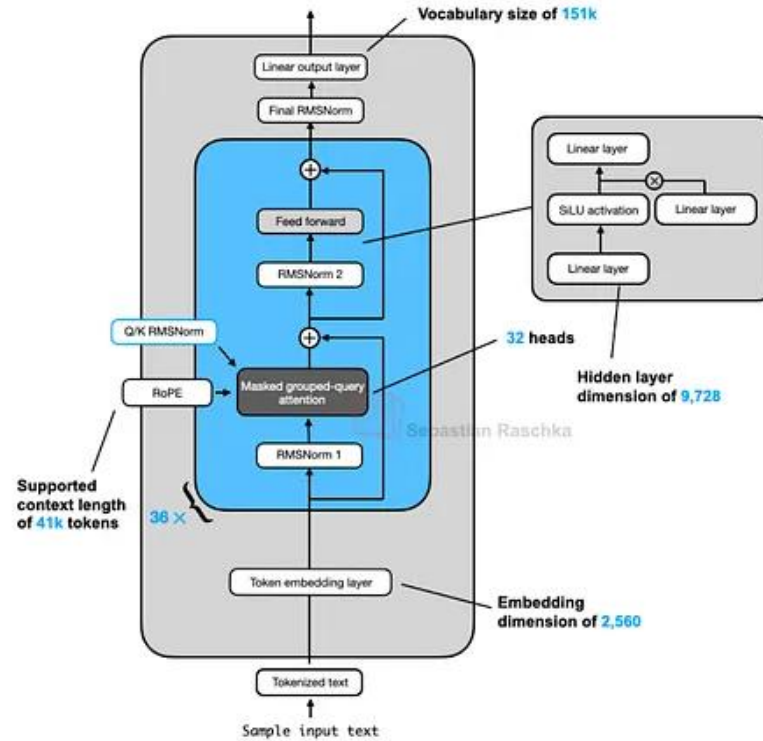 Vocabulary size of 151k
Linear output layer
Final RMSNorm
Feed forward
RMSNorm 2
Q/K RMSNorm
RoPE
Masked grouped-query
attention
RMSNorm 1
Sebastian Raschka
32 heads
Linear layer
SiLU activation
Linear layer
Linear layer
Hidden layer
dimension of 9,728
Supported
context length
of 41k tokens
36 ×
Token embedding layer
Embedding
dimension of 2,560
Tokenized text
Sample input text